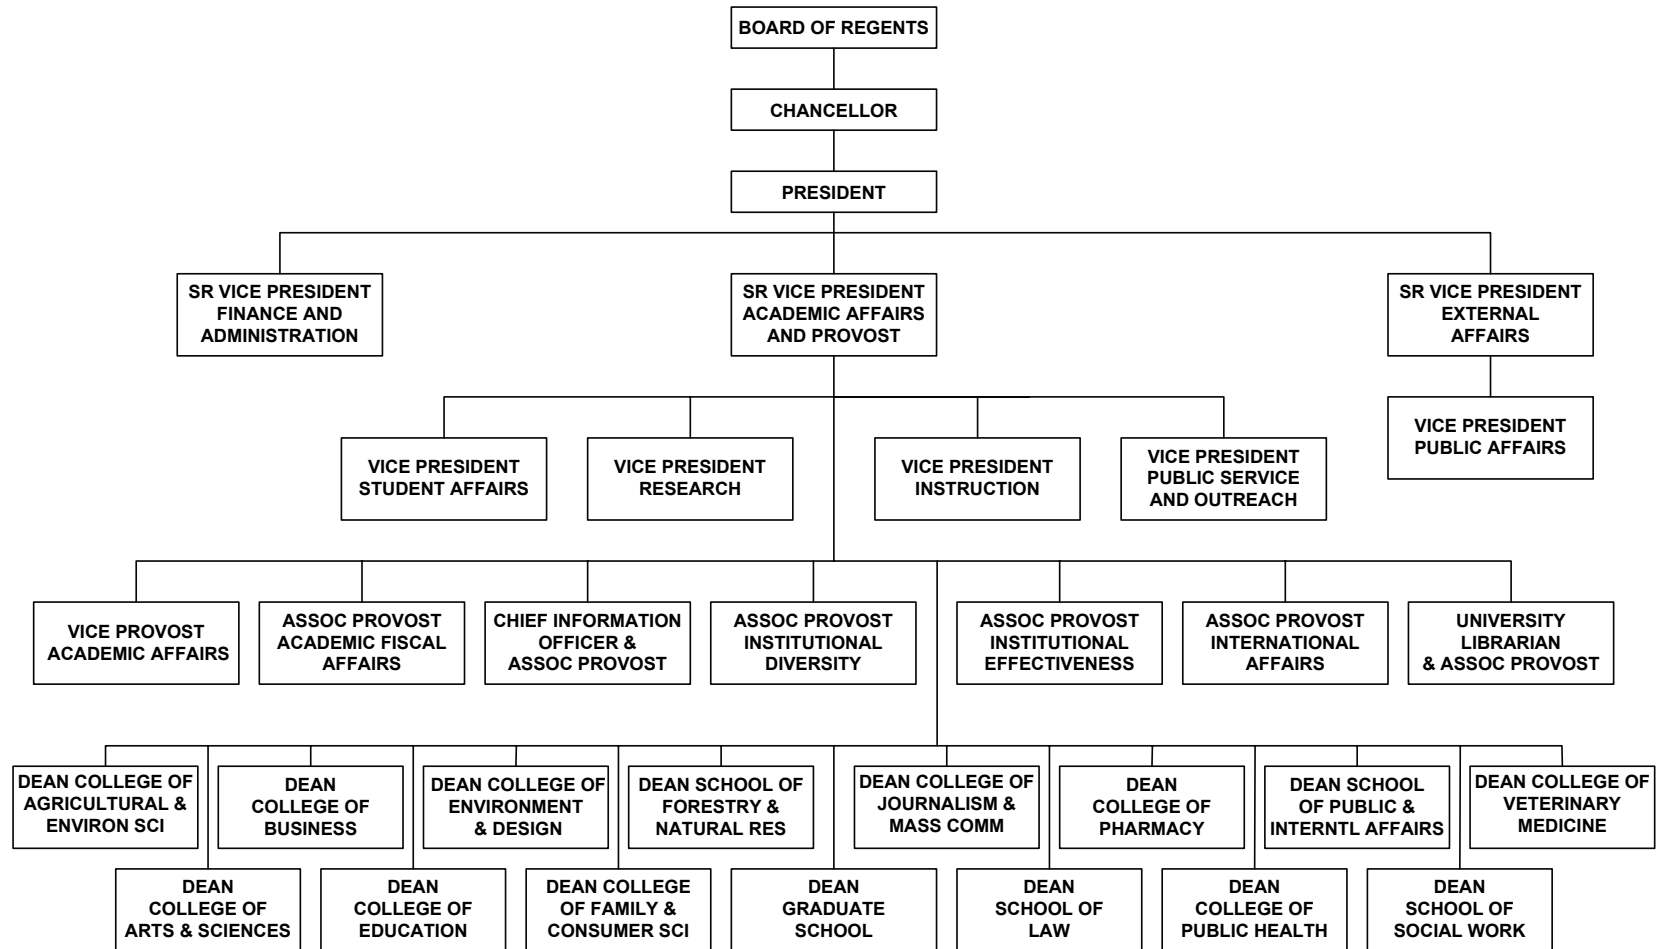 BOARD OF REGENTS
CHANCELLOR
PRESIDENT
SR VICE PRESIDENT
FINANCE AND
ADMINISTRATION
SR VICE PRESIDENT
ACADEMIC AFFAIRS
AND PROVOST
SR VICE PRESIDENT
EXTERNAL
AFFAIRS
VICE PRESIDENT
PUBLIC AFFAIRS
VICE PRESIDENT
STUDENT AFFAIRS
VICE PRESIDENT
RESEARCH
VICE PRESIDENT
INSTRUCTION
VICE PRESIDENT
PUBLIC SERVICE
AND OUTREACH
VICE PROVOST
ACADEMIC AFFAIRS
ASSOC PROVOST
ACADEMIC FISCAL
AFFAIRS
CHIEF INFORMATION
OFFICER &
ASSOC PROVOST
ASSOC PROVOST
INSTITUTIONAL
DIVERSITY
ASSOC PROVOST
INSTITUTIONAL
EFFECTIVENESS
ASSOC PROVOST
INTERNATIONAL
AFFAIRS
UNIVERSITY
LIBRARIAN
& ASSOC PROVOST
DEAN COLLEGE OF
AGRICULTURAL &
ENVIRON SCI
DEAN
COLLEGE OF
BUSINESS
DEAN COLLEGE OF
ENVIRONMENT
& DESIGN
DEAN SCHOOL OF
FORESTRY &
NATURAL RES
DEAN COLLEGE OF
JOURNALISM &
MASS COMM
DEAN
COLLEGE OF
PHARMACY
DEAN SCHOOL
OF PUBLIC &
INTERNTL AFFAIRS
DEAN COLLEGE OF
VETERINARY
MEDICINE
DEAN
COLLEGE OF
ARTS & SCIENCES
DEAN
COLLEGE OF
EDUCATION
DEAN COLLEGE
OF FAMILY &
CONSUMER SCI
DEAN
GRADUATE
SCHOOL
DEAN
SCHOOL OF
LAW
DEAN
COLLEGE OF
PUBLIC HEALTH
DEAN
SCHOOL OF
SOCIAL WORK